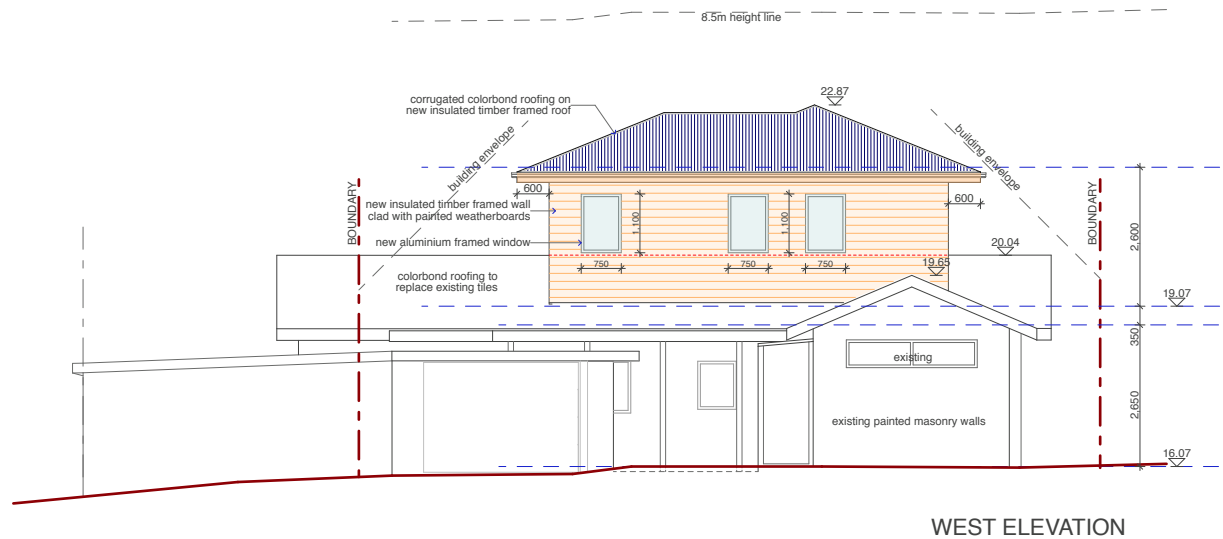 8.5m height line
22.87
corrugated colorbond roofing on
new insulated timber framed roof
building envelope
building envelope
BOUNDARY
BOUNDARY
600
600
new insulated timber framed wall
clad with painted weatherboards
1,100
1,100
new aluminium framed window
750
750
750
2,600
20.04
colorbond roofing to
replace existing tiles
19.65
19.07
350
existing
2,650
existing painted masonry walls
16.07
WEST ELEVATION